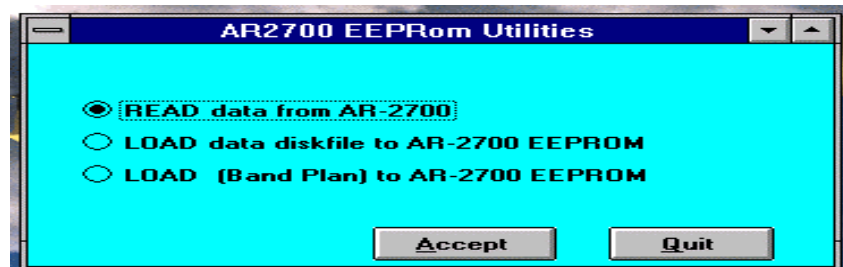 AR2700 EEPRom Utilities
READ data from AR-2700
LOAD data diskfile to AR-2700 EEPROM
LOAD (Band Plan) to AR-2700 EEPROM
Accept Quit